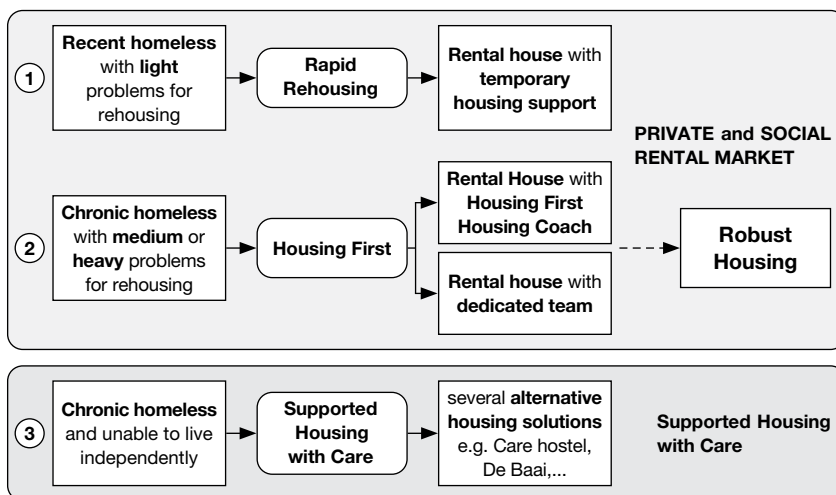 1
Recent homeless
with light
problems for
rehousing
Rapid
Rehousing
Rental house with
temporary
housing support
PRIVATE and SOCIAL
RENTAL MARKET
2
Chronic homeless
with medium or
heavy problems
for rehousing
Housing First
Rental House with
Housing First
Housing Coach
Rental house with
dedicated team
Robust
Housing
3
Chronic homeless
and unable to live
independently
Supported
Housing
with Care
several alternative
housing solutions
e.g. Care hostel,
De Baai,...
Supported Housing
with Care